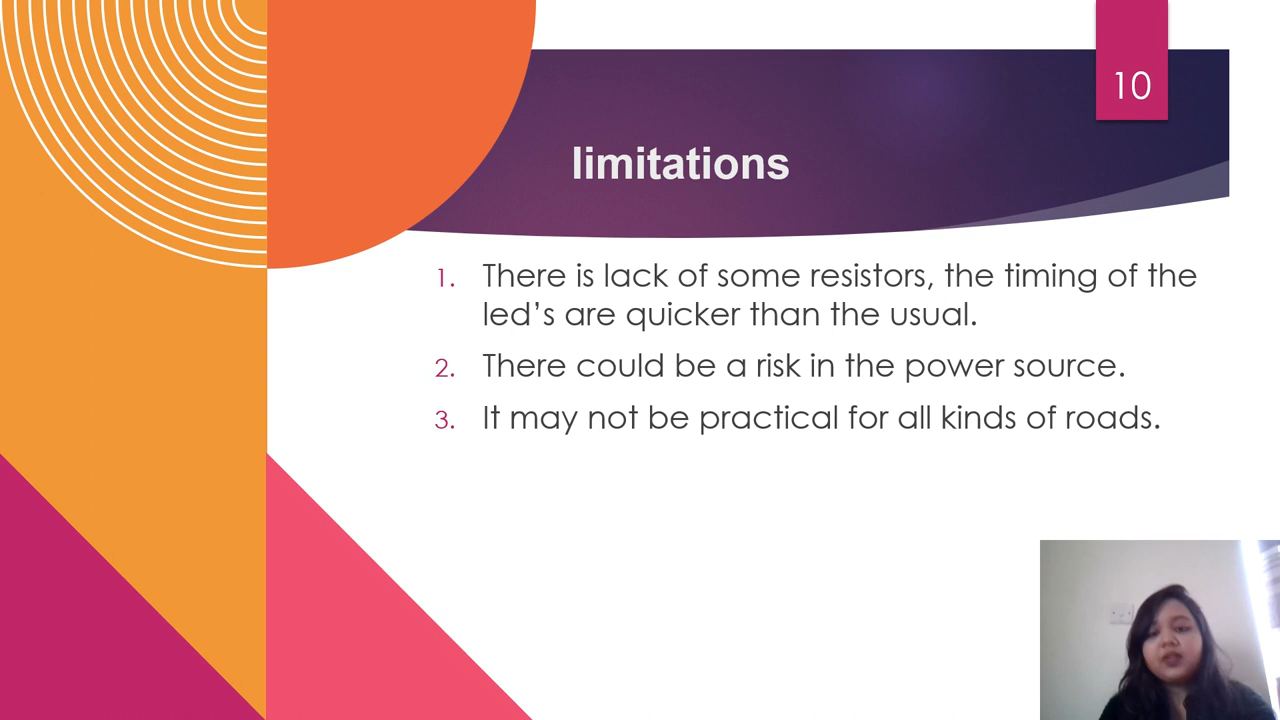 10
limitations
1. There is lack of some resistors, the timing of the
led’s are quicker than the usual.
2. There could be a risk in the power source.
3. It may not be practical for all kinds of roads.